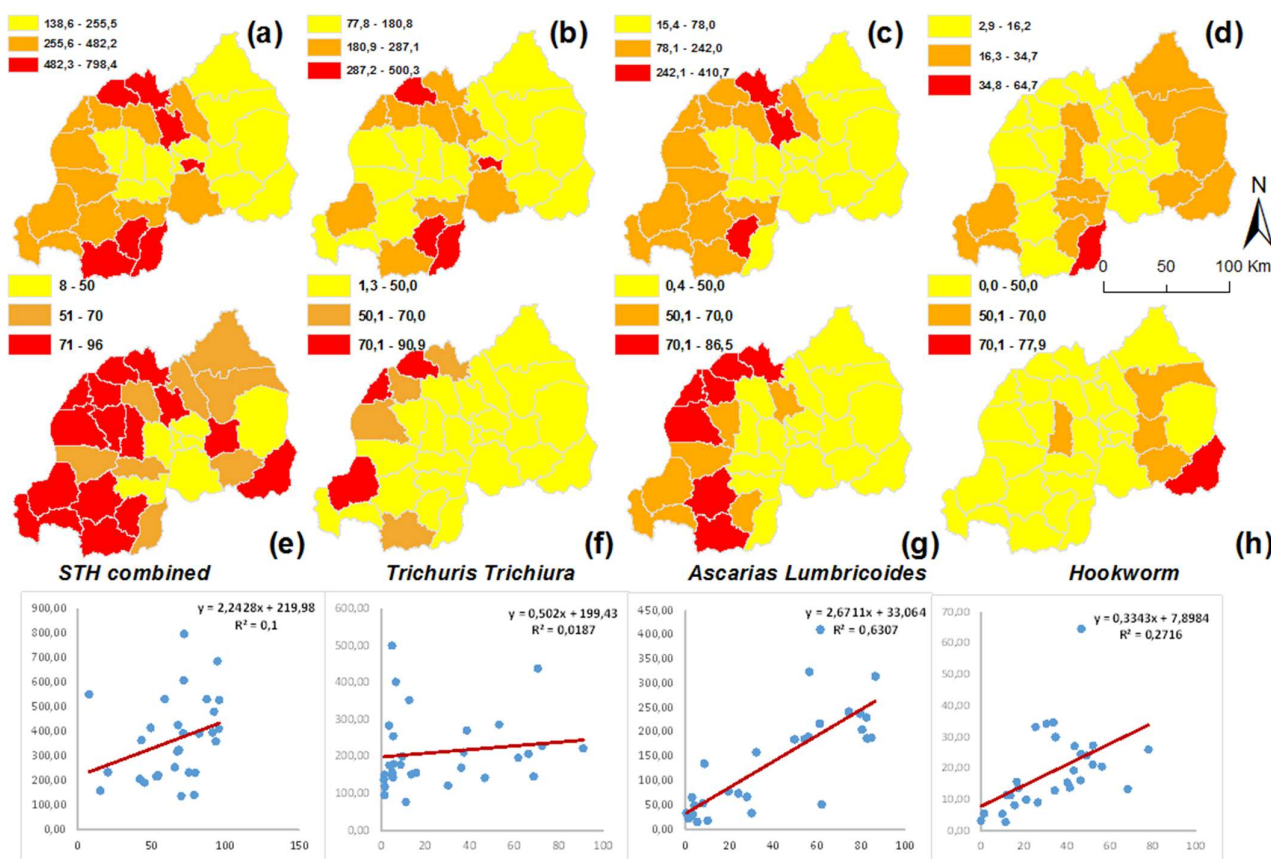 138,6 - 255,5
255,6 - 482,2
482,3 - 798,4
(a)
77,8 - 180,8
180,9 - 287,1
287,2 - 500,3
(b)
15,4 - 78,0
78,1 - 242,0
242,1 - 410,7
(c)
2,9 - 16,2
16,3 - 34,7
34,8 - 64,7
(d)
N
0 50 100 Km
8 - 50
51 - 70
71 - 96
(e)
1,3 - 50,0
50,1 - 70,0
70,1 - 90,9
(f)
0,4 - 50,0
50,1 - 70,0
70,1 - 86,5
(g)
0,0 - 50,0
50,1 - 70,0
70,1 - 77,9
(h)
STH combined
y = 2,2428x + 219,98
R² = 0,1
900,00
800,00
700,00
600,00
500,00
400,00
300,00
200,00
100,00
0,00
0 50 100 150
Trichuris Trichiura
y = 0,502x + 199,43
R² = 0,0187
600,00
500,00
400,00
300,00
200,00
100,00
0,00
0 20 40 60 80 100
Ascarias Lumbricoides
y = 2,6711x + 33,064
R² = 0,6307
450,00
400,00
350,00
300,00
250,00
200,00
150,00
100,00
50,00
0,00
0 20 40 60 80 100
Hookworm
y = 0,3343x + 7,8984
R² = 0,2716
70,00
60,00
50,00
40,00
30,00
20,00
10,00
0,00
0 20 40 60 80 100